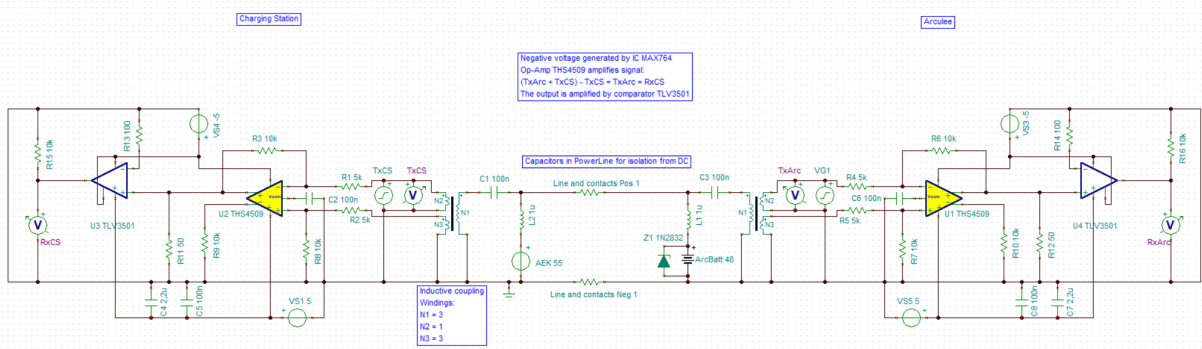 Charging Station
Arculee
Negative voltage generated by IC MAX764
Op-Amp THS4509 amplifies signal:
(TxArc + TxCS) - TxCS = TxArc = RxCS
The output is amplified by comparator TLV3501
Capacitors in PowerLine for isolation from DC
R15 10k
R13 100
VS4 -5
R3 10k
U3 TLV3501
RxCS
R11 50
R9 10k
U2 THS4509
C2 100n
R8 10k
R1 5k
R2 5k
TxCS
TxCS
N2
N1
N3
C1 100n
L2 1u
AEK 55
Line and contacts Pos 1
Line and contacts Neg 1
C3 100n
L1 1u
Z1 1N2832
ArcBatt 48
N1
N2
N3
TxArc
VG1
R4 5k
R5 5k
C6 100n
R6 10k
U1 THS4509
R7 10k
R10 10k
R12 50
VS3 -5
R14 100
R16 10k
U4 TLV3501
RxArc
C4 2,2u
C5 100n
VS1 5
VS5 5
C8 100n
C7 2,2u
Inductive coupling
Windings:
N1 = 3
N2 = 1
N3 = 3